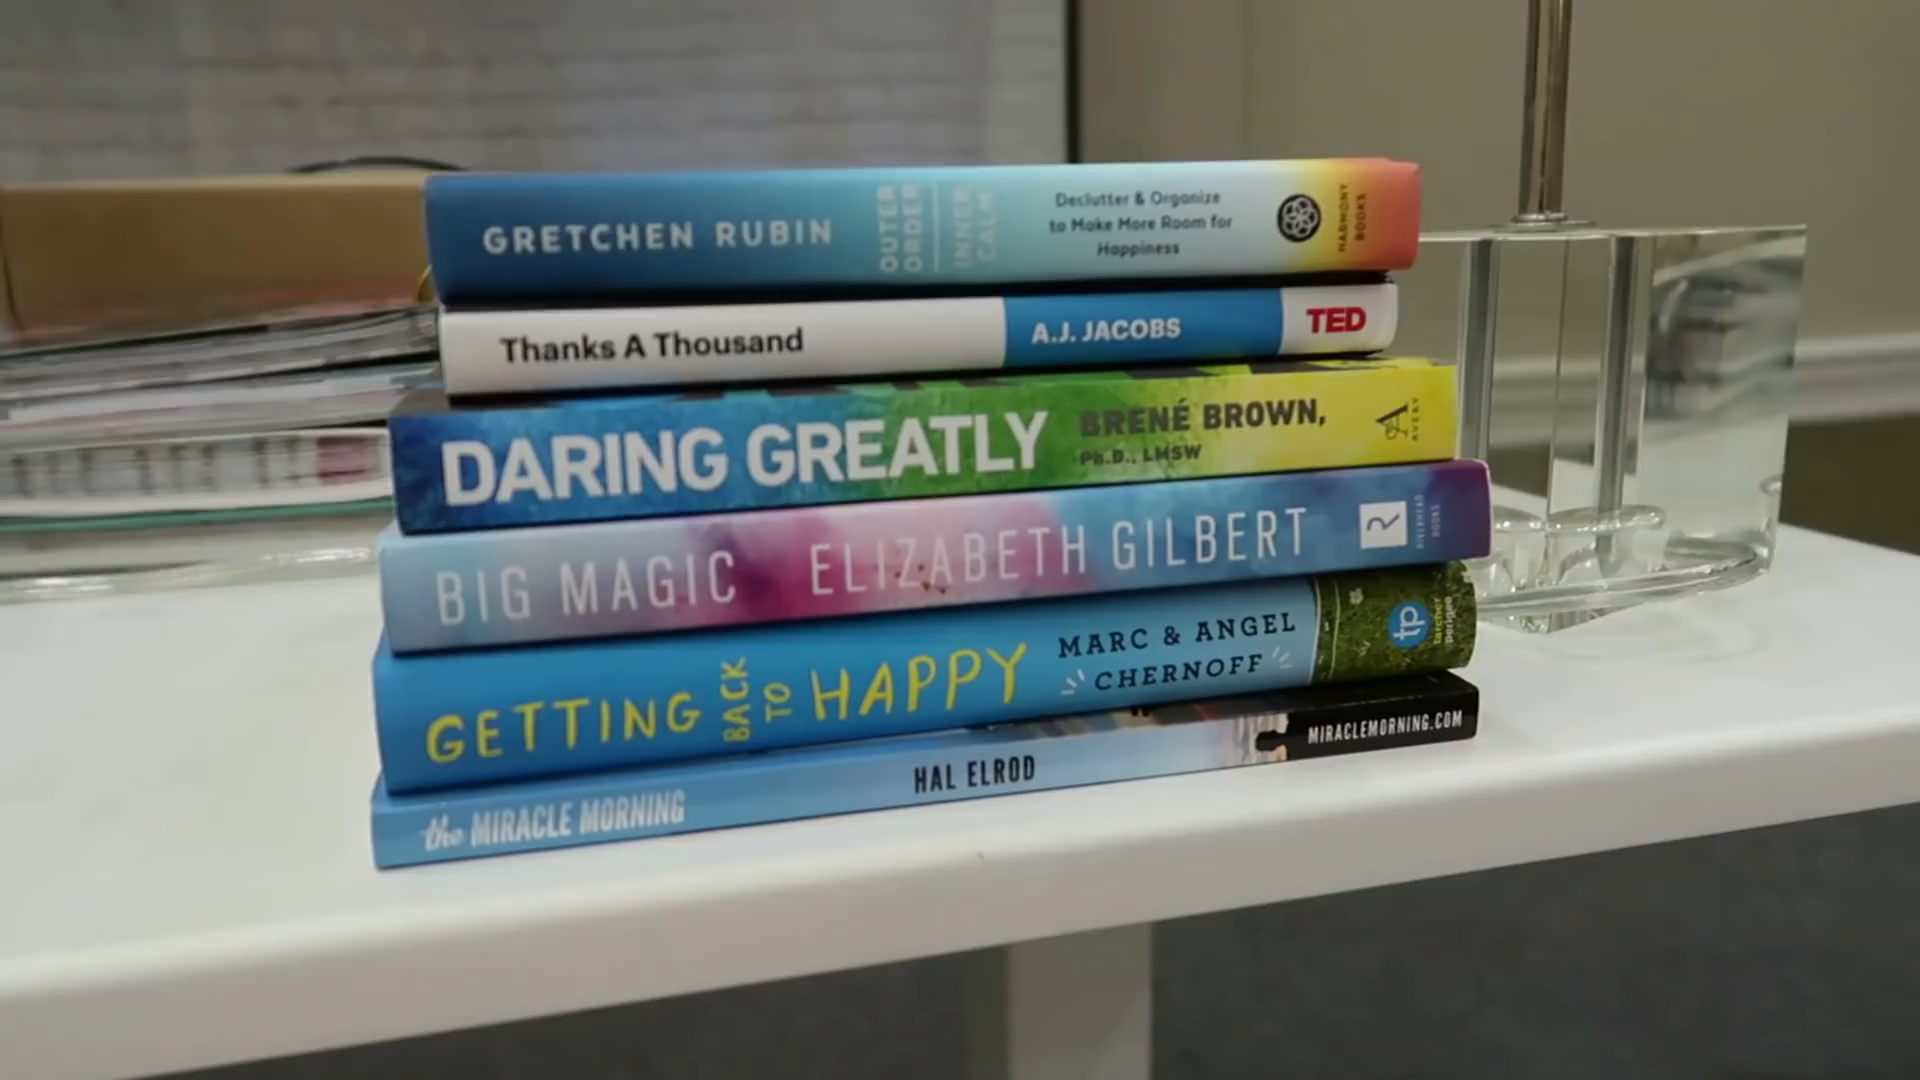 GRETCHEN RUBIN
OUTER
ORDER
INNER
CALM
Declutter & Organize
to Make More Room for
Happiness
HARMONY
BOOKS
Thanks A Thousand
A.J. JACOBS
TED
DARING GREATLY
BRENÉ BROWN,
Ph.D., LMSW
AVERY
BIG MAGIC
ELIZABETH GILBERT
R
RIVERHEAD
BOOKS
GETTING
BACK
TO
HAPPY
MARC & ANGEL
CHERNOFF
tp
tarcher
perigee
the MIRACLE MORNING
HAL ELROD
MIRACLEMORNING.COM